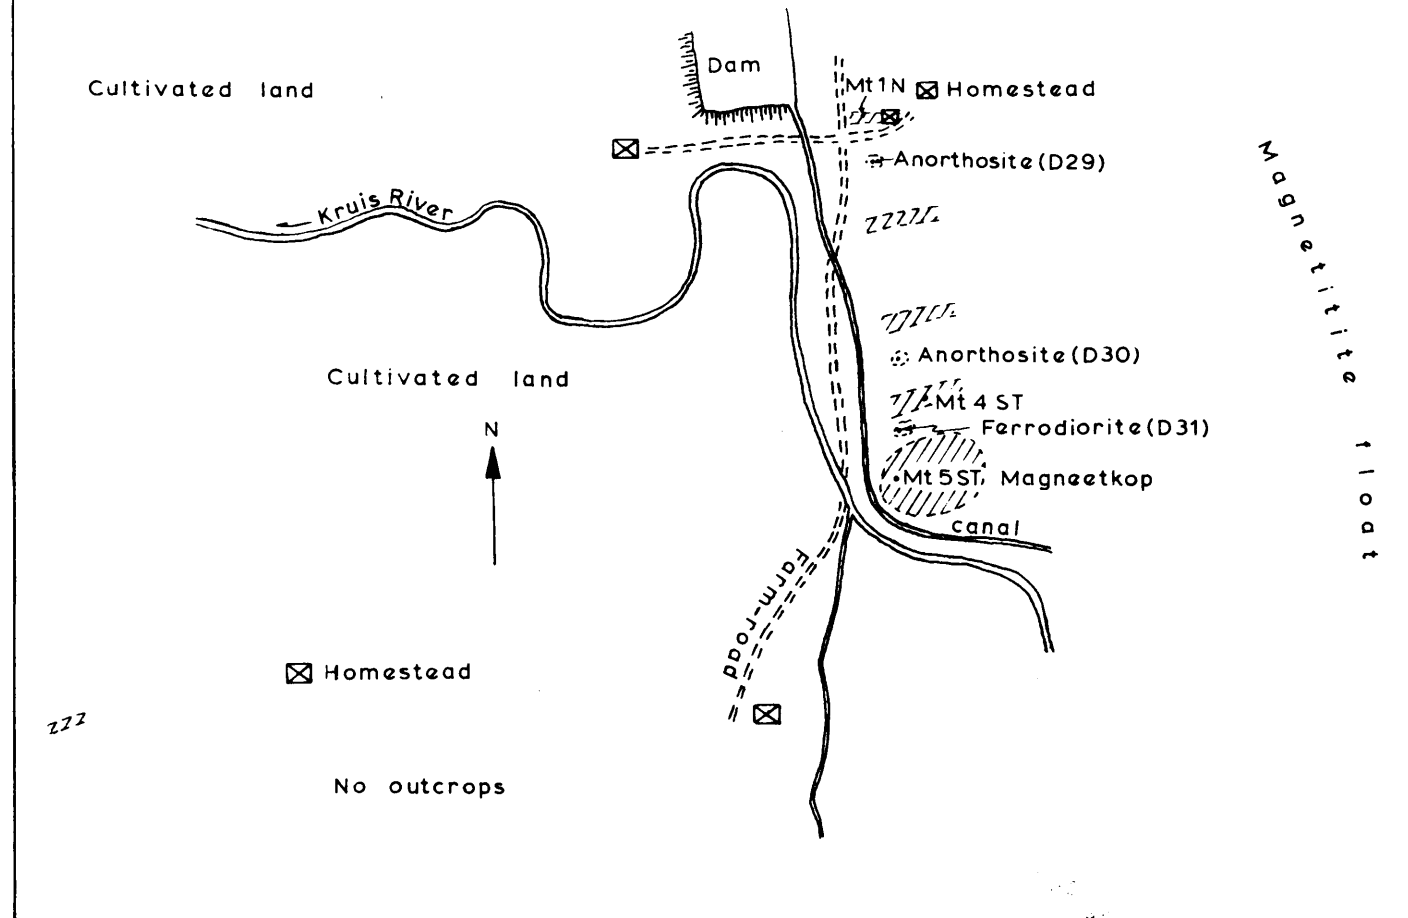 Dam
Cultivated land
Mt1N
Homestead
Anorthosite(D29)
Magnetitite float
Kruis River
Anorthosite(D30)
Cultivated land
Mt 4 ST
N
Ferrodiorite(D31)
Mt 5 ST
Magneetkop
canal
Farm-road
Homestead
No outcrops